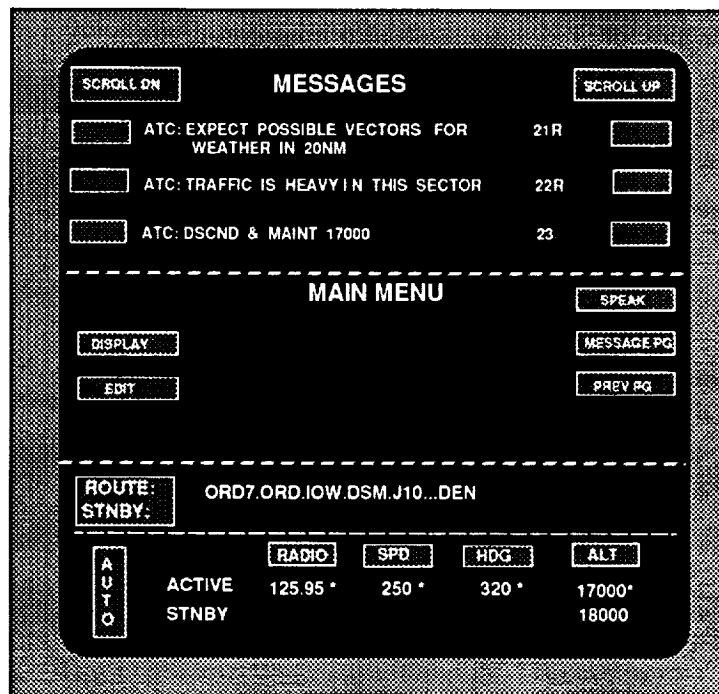 SCROLL DN MESSAGES SCROLL UP
ATC: EXPECT POSSIBLE VECTORS FOR 21R
WEATHER IN 20NM
ATC: TRAFFIC IS HEAVY IN THIS SECTOR 22R
ATC: DSCND & MAINT 17000 23
MAIN MENU
SPEAK
DISPLAY MESSAGE PG
EDIT PREV PG
ROUTE: ORD7.ORD.IOW.DSM.J10...DEN
STNBY:
AUTO
RADIO SPD HDG ALT
ACTIVE 125.95 * 250 * 320 * 17000*
STNBY 18000